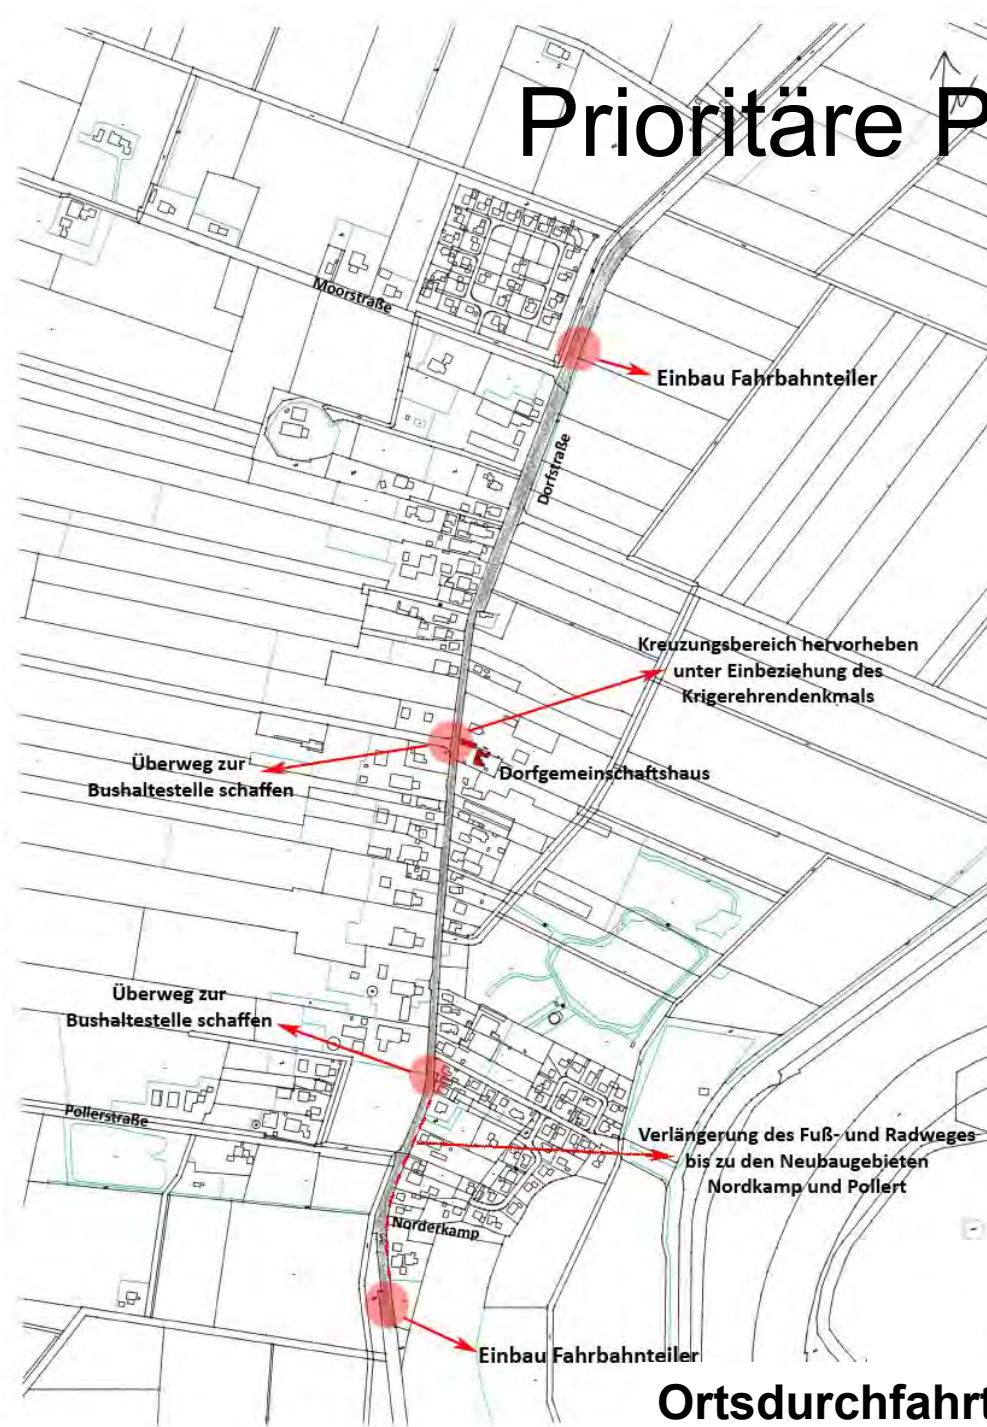 Prioritäre P
Moorstraße
Einbau Fahrbahnteiler
Dorfstraße
Kreuzungsbereich hervorheben
unter Einbeziehung des
Krigerehrendenkmals
Überweg zur
Bushaltestelle schaffen
Dorfgemeinschaftshaus
Überweg zur
Bushaltestelle schaffen
Pollerstraße
Verlängerung des Fuß- und Radweges
bis zu den Neubaugebieten
Nordkamp und Pollert
Norderkamp
Einbau Fahrbahnteiler
Ortsdurchfahrt